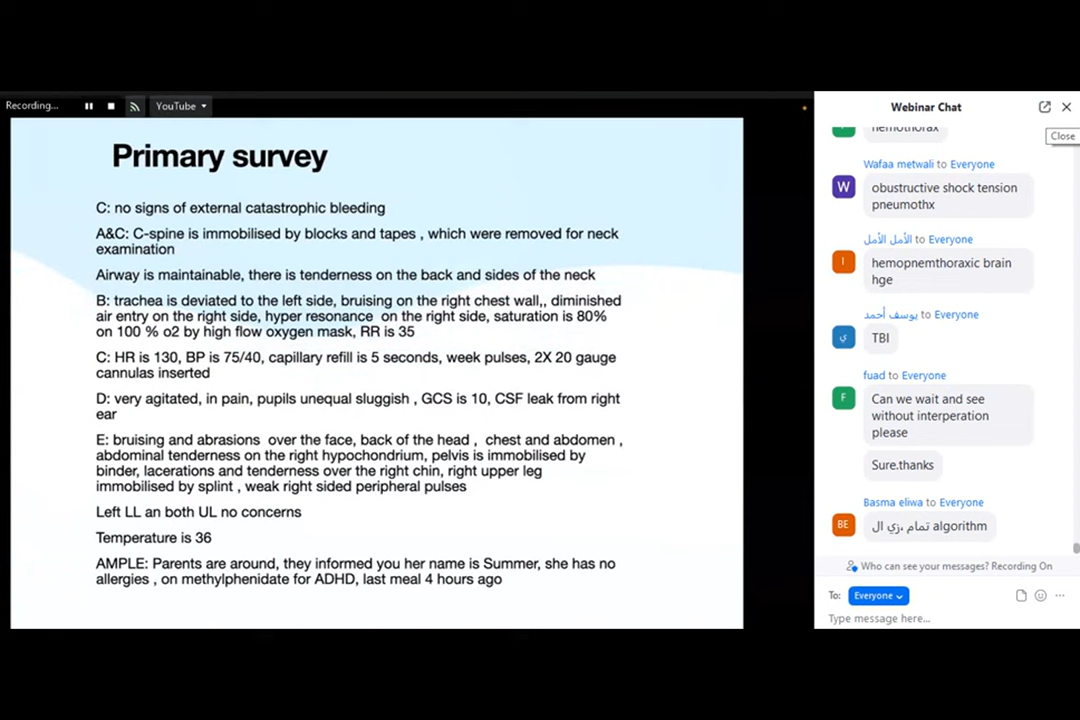 Recording...
YouTube
Primary survey
C: no signs of external catastrophic bleeding
A&C: C-spine is immobilised by blocks and tapes , which were removed for neck
examination
Airway is maintainable, there is tenderness on the back and sides of the neck
B: trachea is deviated to the left side, bruising on the right chest wall,, diminished
air entry on the right side, hyper resonance on the right side, saturation is 80%
on 100 % o2 by high flow oxygen mask, RR is 35
C: HR is 130, BP is 75/40, capillary refill is 5 seconds, week pulses, 2X 20 gauge
cannulas inserted
D: very agitated, in pain, pupils unequal sluggish , GCS is 10, CSF leak from right
ear
E: bruising and abrasions over the face, back of the head , chest and abdomen ,
abdominal tenderness on the right hypochondrium, pelvis is immobilised by
binder, lacerations and tenderness over the right chin, right upper leg
immobilised by splint , weak right sided peripheral pulses
Left LL an both UL no concerns
Temperature is 36
AMPLE: Parents are around, they informed you her name is Summer, she has no
allergies , on methylphenidate for ADHD, last meal 4 hours ago
Webinar Chat
Close
hemothorax
Wafaa metwali to Everyone
W
obustructive shock tension
pneumothx
الأمل الأمل to Everyone
I
hemopnemthoraxic brain
hge
يوسف أحمد to Everyone
ي
TBI
fuad to Everyone
F
Can we wait and see
without interperation
please
Sure.thanks
Basma eliwa to Everyone
BE
تمام ,زي ال algorithm
Who can see your messages? Recording On
To: Everyone
Type message here...